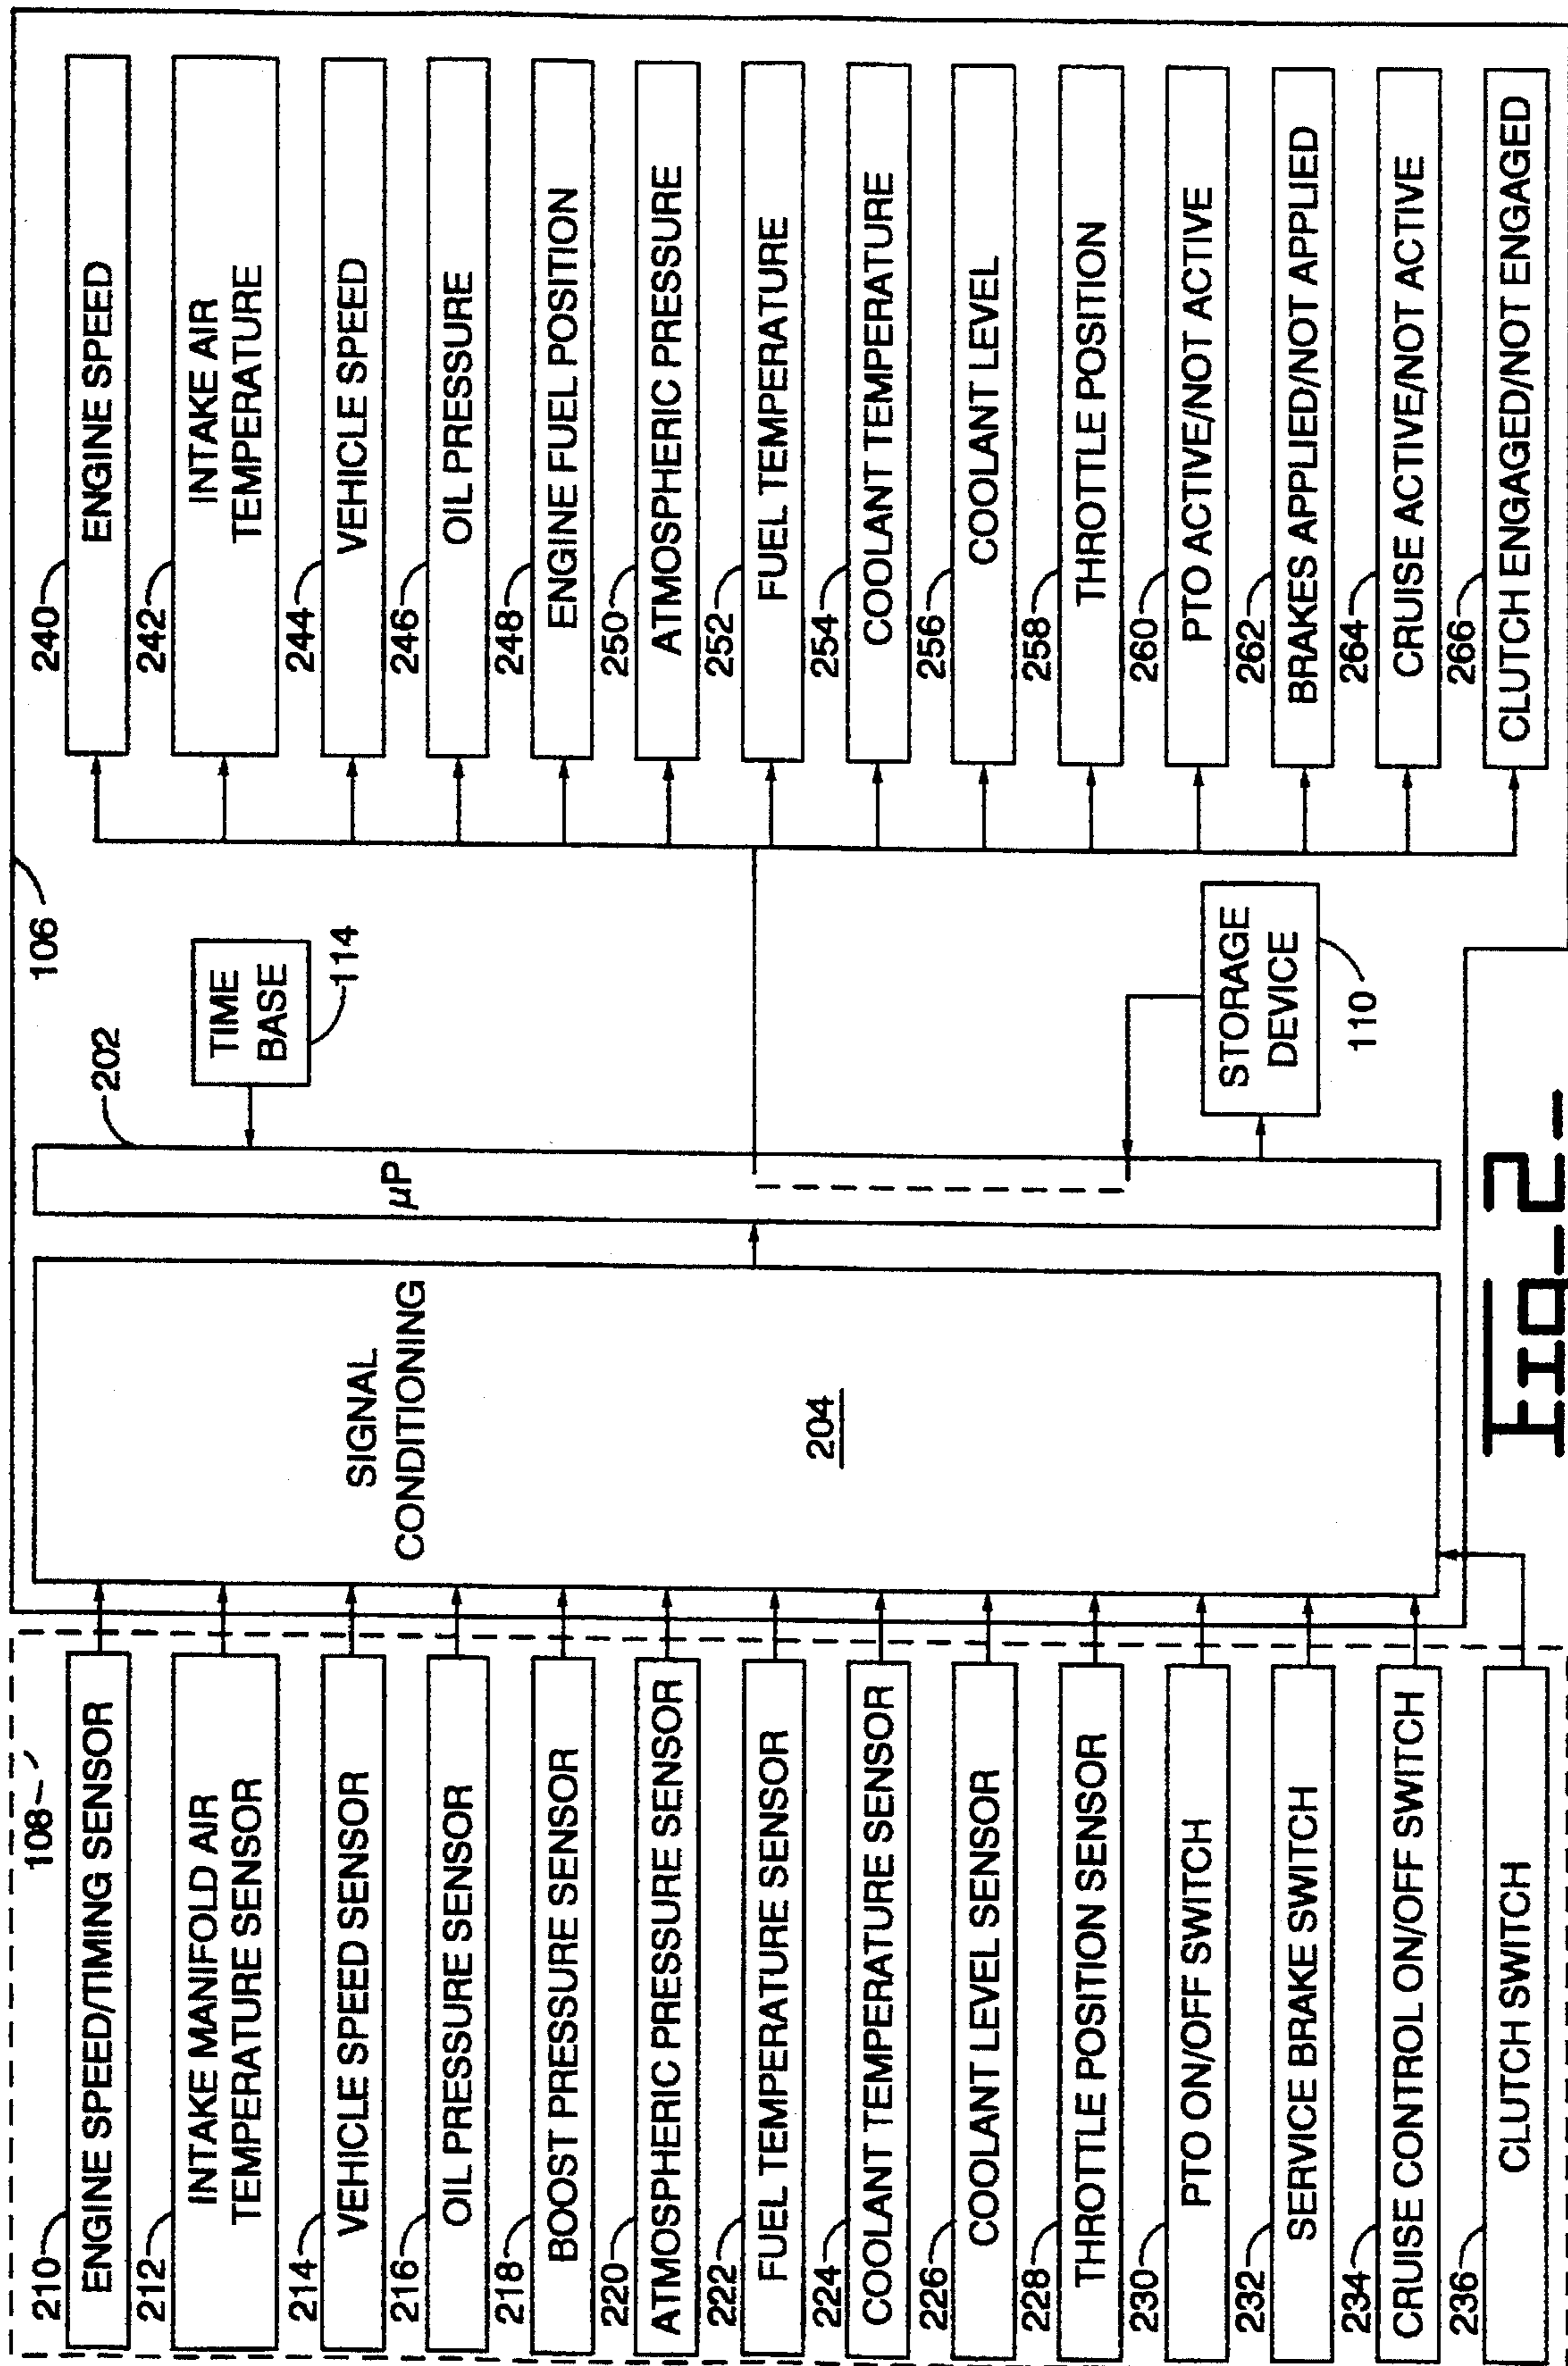 108
210
ENGINE SPEED/TIMING SENSOR
212
INTAKE MANIFOLD AIR
TEMPERATURE SENSOR
214
VEHICLE SPEED SENSOR
216
OIL PRESSURE SENSOR
218
BOOST PRESSURE SENSOR
220
ATMOSPHERIC PRESSURE SENSOR
222
FUEL TEMPERATURE SENSOR
224
COOLANT TEMPERATURE SENSOR
226
COOLANT LEVEL SENSOR
228
THROTTLE POSITION SENSOR
230
PTO ON/OFF SWITCH
232
SERVICE BRAKE SWITCH
234
CRUISE CONTROL ON/OFF SWITCH
236
CLUTCH SWITCH
SIGNAL
CONDITIONING
204
202
μP
106
TIME
BASE
114
STORAGE
DEVICE
110
240
ENGINE SPEED
242
INTAKE AIR
TEMPERATURE
244
VEHICLE SPEED
246
OIL PRESSURE
248
ENGINE FUEL POSITION
250
ATMOSPHERIC PRESSURE
252
FUEL TEMPERATURE
254
COOLANT TEMPERATURE
256
COOLANT LEVEL
258
THROTTLE POSITION
260
PTO ACTIVE/NOT ACTIVE
262
BRAKES APPLIED/NOT APPLIED
264
CRUISE ACTIVE/NOT ACTIVE
266
CLUTCH ENGAGED/NOT ENGAGED
FIG_2_